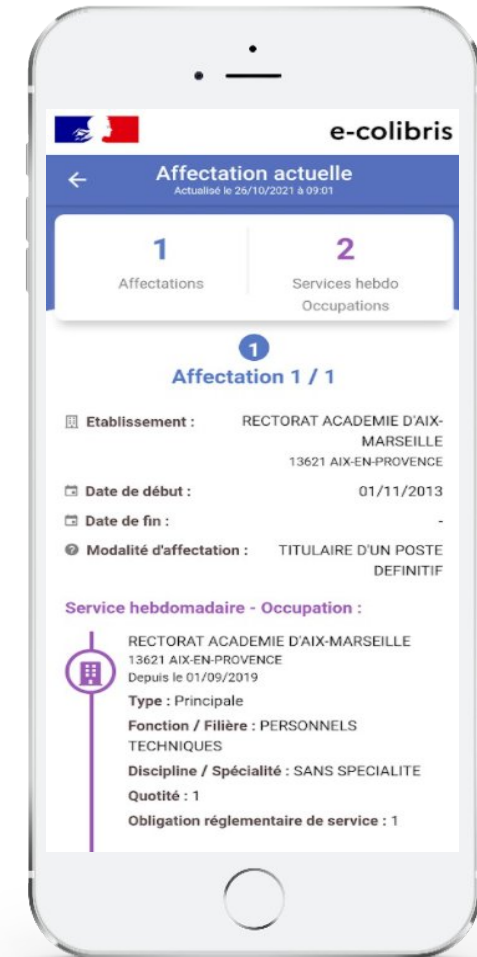 e-colibris
Affectation actuelle
Actualisé le 26/10/2021 à 09:01
1
Affectations
2
Services hebdo
Occupations
1
Affectation 1 / 1
Etablissement :
RECTORAT ACADEMIE D'AIX-
MARSEILLE
13621 AIX-EN-PROVENCE
Date de début :
01/11/2013
Date de fin :
-
Modalité d'affectation :
TITULAIRE D'UN POSTE
DEFINITIF
Service hebdomadaire - Occupation :
RECTORAT ACADEMIE D'AIX-MARSEILLE
13621 AIX-EN-PROVENCE
Depuis le 01/09/2019
Type : Principale
Fonction / Filière : PERSONNELS
TECHNIQUES
Discipline / Spécialité : SANS SPECIALITE
Quotité : 1
Obligation réglementaire de service : 1